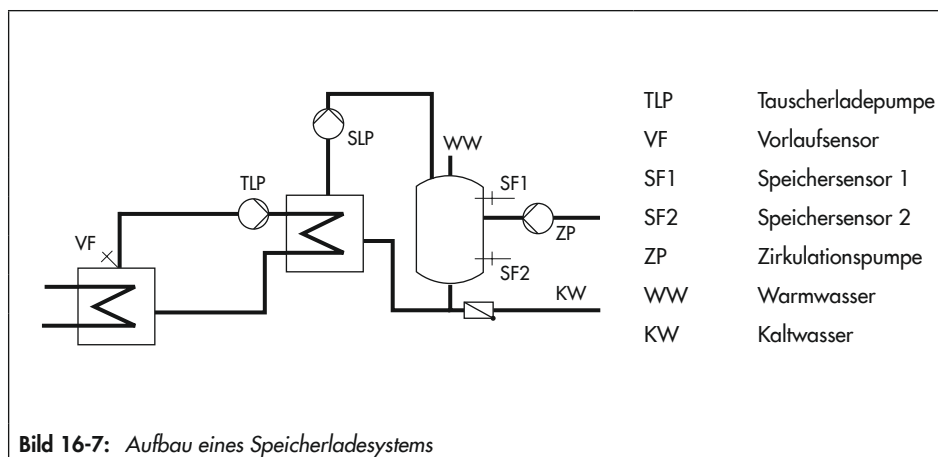 SLP
WW
TLP
SF1
ZP
VF
SF2
KW
TLP Tauscherladepumpe
VF Vorlaufsensor
SF1 Speichersensor 1
SF2 Speichersensor 2
ZP Zirkulationspumpe
WW Warmwasser
KW Kaltwasser
Bild 16-7: Aufbau eines Speicherladesystems